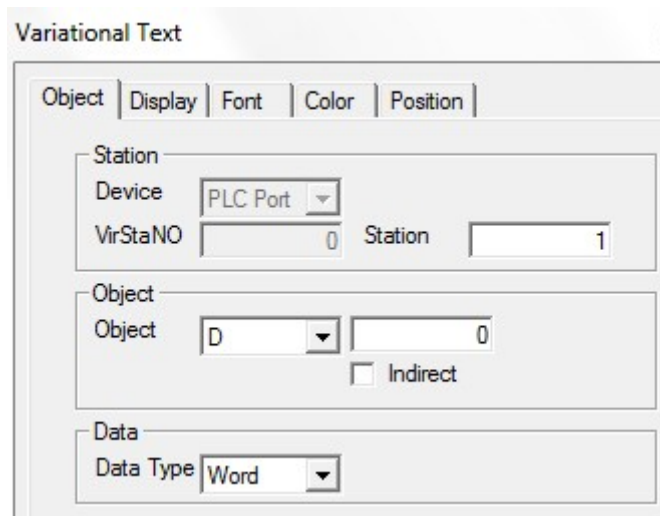 Variational Text
Object Display Font Color Position
Station
Device PLC Port
VirStaNO 0 Station 1
Object
Object D 0
Indirect
Data
Data Type Word